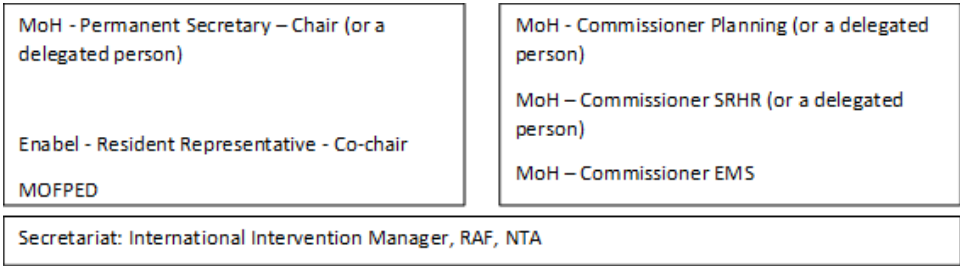 MoH - Permanent Secretary – Chair (or a
delegated person)
Enabel - Resident Representative - Co-chair
MOFPED
MoH - Commissioner Planning (or a delegated
person)
MoH – Commissioner SRHR (or a delegated
person)
MoH – Commissioner EMS
Secretariat: International Intervention Manager, RAF, NTA